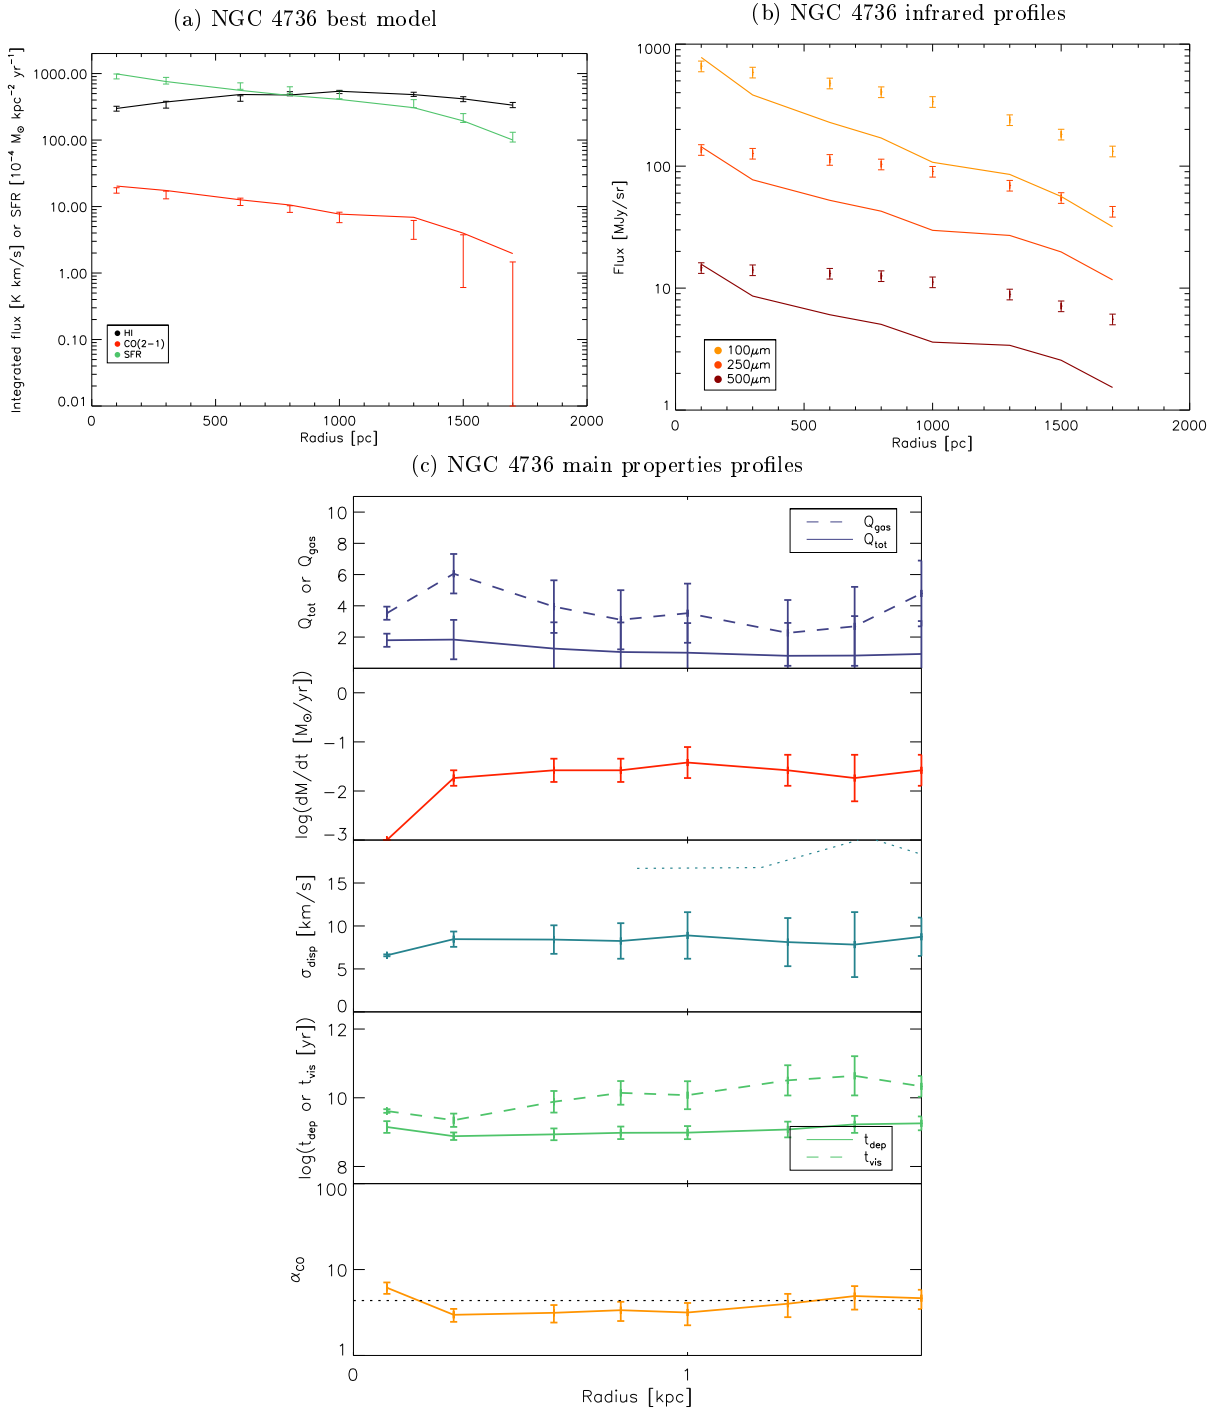 (a) NGC 4736 best model
(b) NGC 4736 infrared profiles
Integrated flux [K km/s] or SFR [10⁻⁴ M☉ kpc⁻² yr⁻¹]
1000.00
100.00
10.00
1.00
0.10
0.01
HI
CO(2−1)
SFR
0 500 1000 1500 2000
Radius [pc]
Flux [MJy/sr]
1000
100
10
1
100μm
250μm
500μm
0 500 1000 1500 2000
Radius [pc]
(c) NGC 4736 main properties profiles
Q_tot or Q_gas
10
8
6
4
2
Q_gas
Q_tot
log(dM/dt [M☉/yr])
0
−1
−2
−3
σ_disp [km/s]
15
10
5
0
log(t_dep or t_vis [yr])
12
10
8
t_dep
t_vis
α_CO
100
10
1
0 1
Radius [kpc]